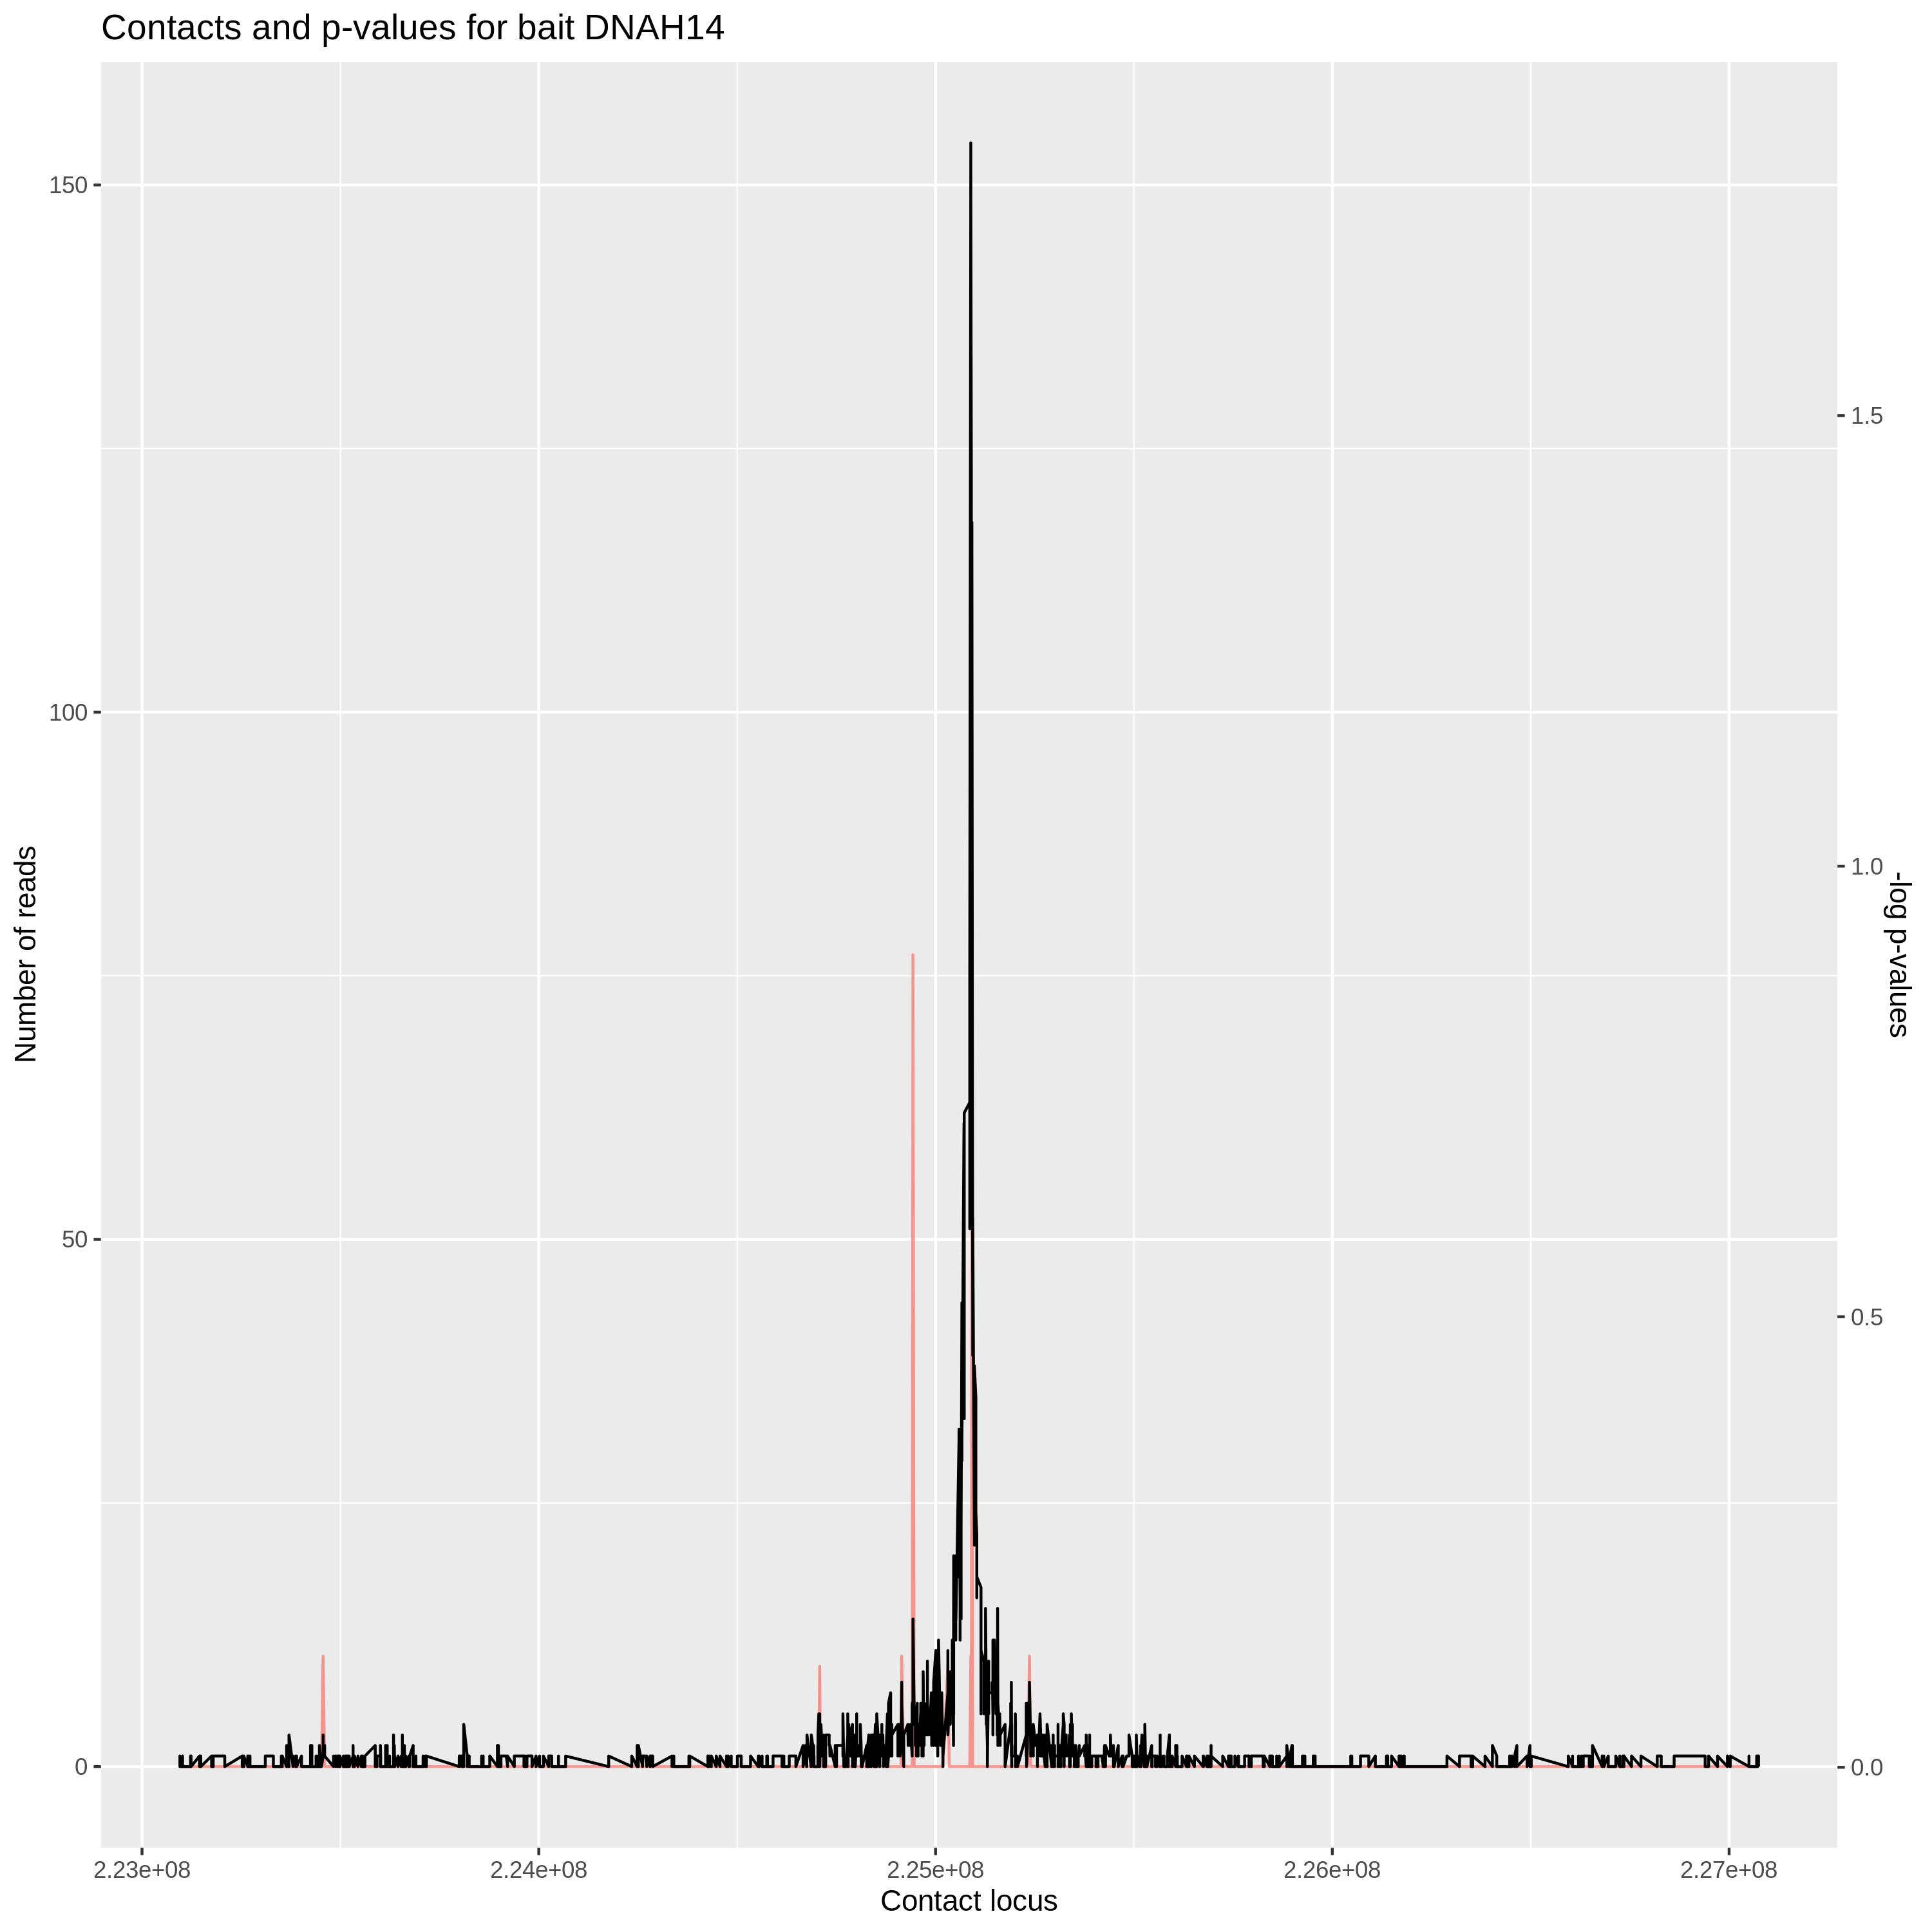 Contacts and p-values for bait DNAH14
150
100
50
0
Number of reads
1.5
1.0
0.5
0.0
-log p-values
2.23e+08
2.24e+08
2.25e+08
2.26e+08
2.27e+08
Contact locus